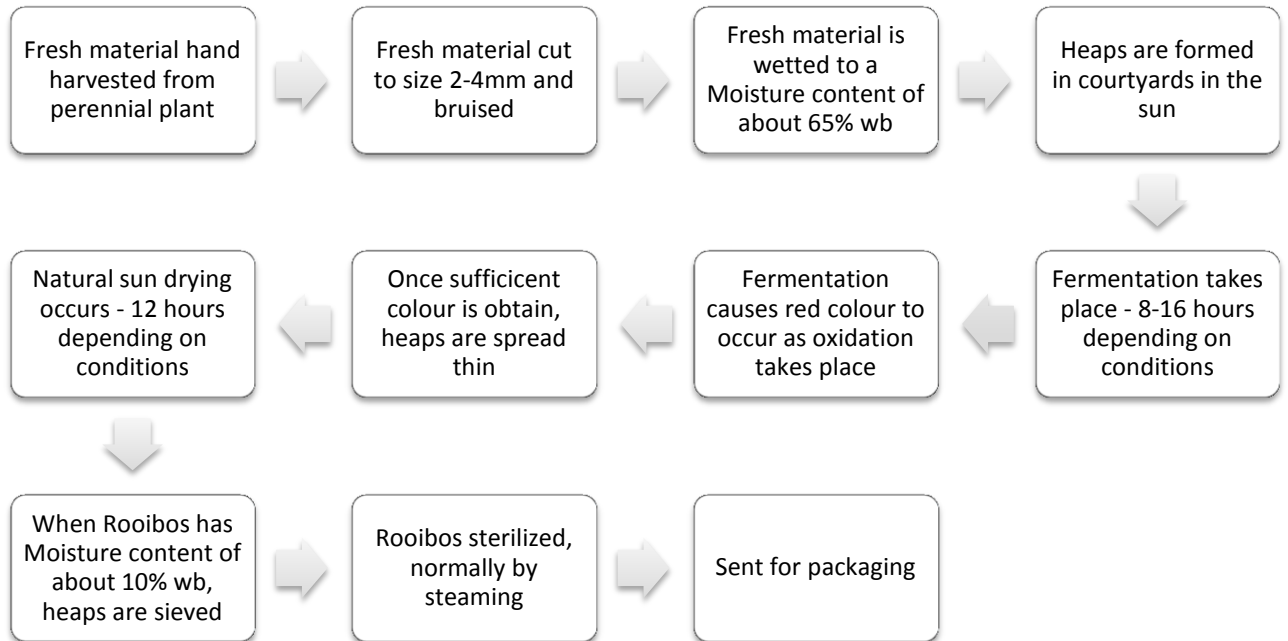 Fresh material hand
harvested from
perennial plant
Fresh material cut
to size 2-4mm and
bruised
Fresh material is
wetted to a
Moisture content of
about 65% wb
Heaps are formed
in courtyards in the
sun
Fermentation takes
place - 8-16 hours
depending on
conditions
Fermentation
causes red colour to
occur as oxidation
takes place
Once sufficicent
colour is obtain,
heaps are spread
thin
Natural sun drying
occurs - 12 hours
depending on
conditions
When Rooibos has
Moisture content of
about 10% wb,
heaps are sieved
Rooibos sterilized,
normally by
steaming
Sent for packaging